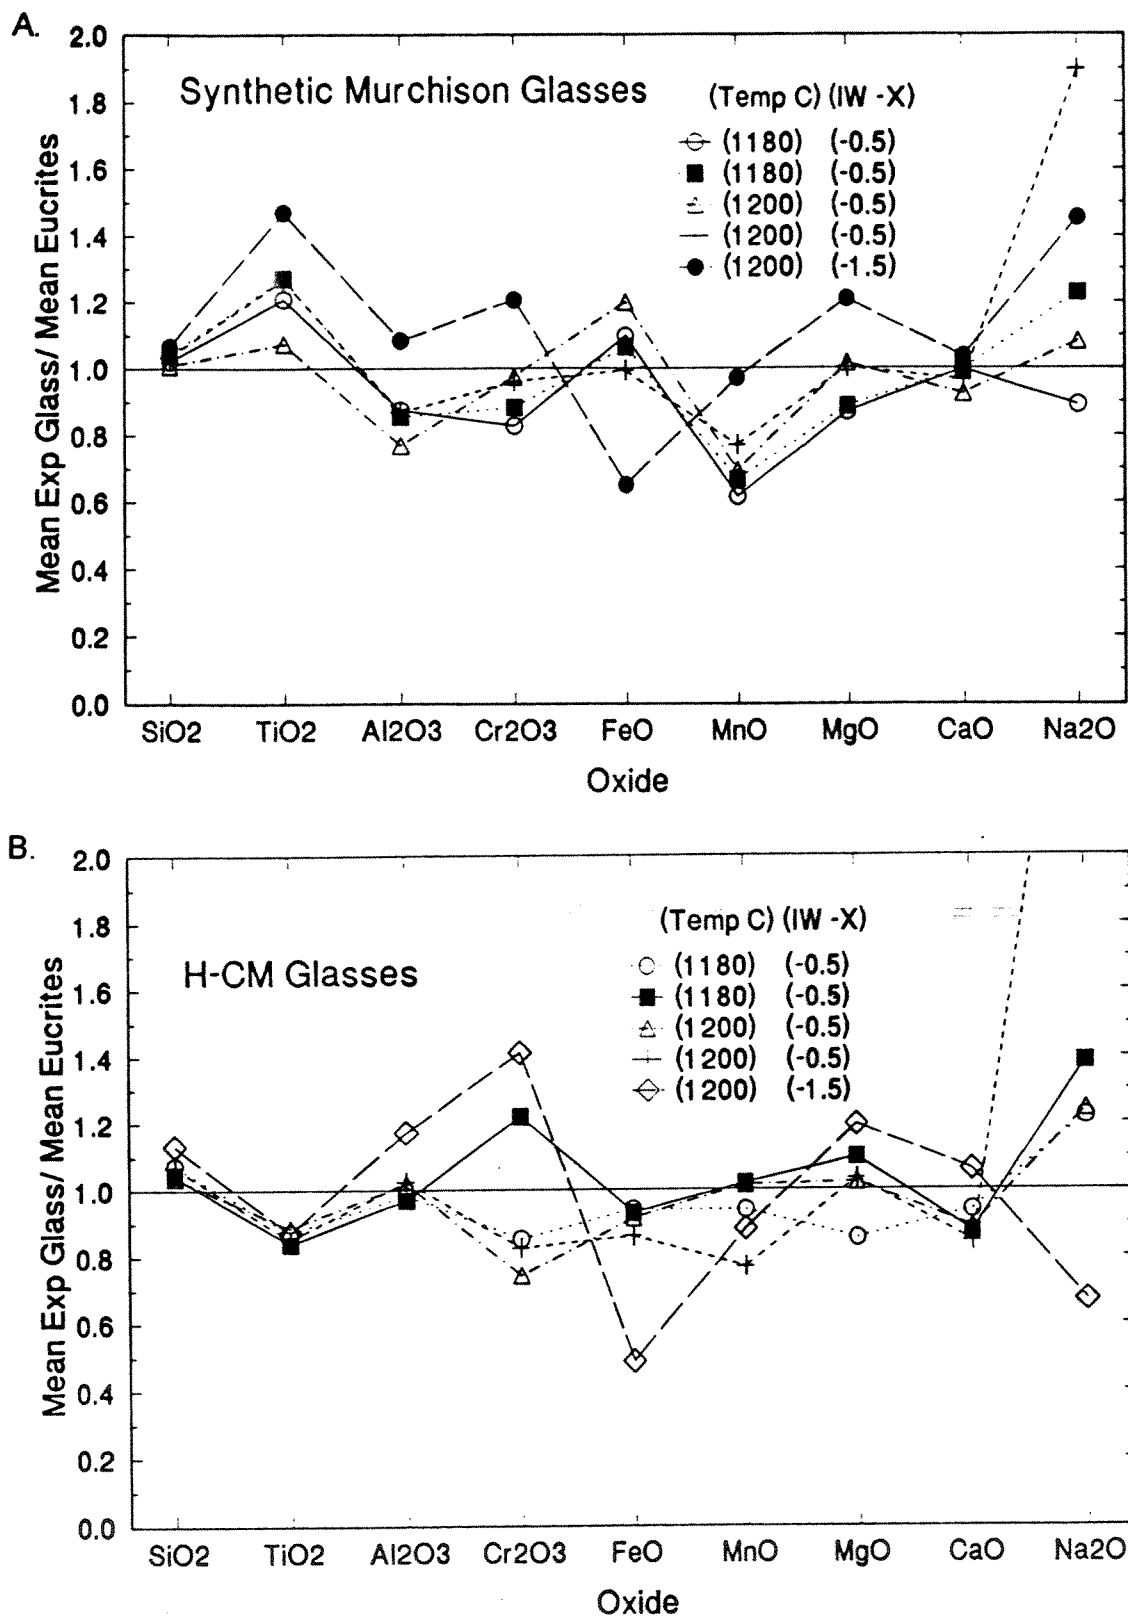 A.
2.0
Synthetic Murchison Glasses
(Temp C) (IW -X)
1.8
(1180) (-0.5)
1.6
(1180) (-0.5)
(1200) (-0.5)
1.4
(1200) (-0.5)
(1200) (-1.5)
1.2
1.0
0.8
0.6
0.4
0.2
0.0
Mean Exp Glass/ Mean Eucrites
SiO2 TiO2 Al2O3 Cr2O3 FeO MnO MgO CaO Na2O
Oxide
B.
2.0
(Temp C) (IW -X)
1.8
H-CM Glasses
(1180) (-0.5)
1.6
(1180) (-0.5)
(1200) (-0.5)
1.4
(1200) (-0.5)
(1200) (-1.5)
1.2
1.0
0.8
0.6
0.4
0.2
0.0
Mean Exp Glass/ Mean Eucrites
SiO2 TiO2 Al2O3 Cr2O3 FeO MnO MgO CaO Na2O
Oxide